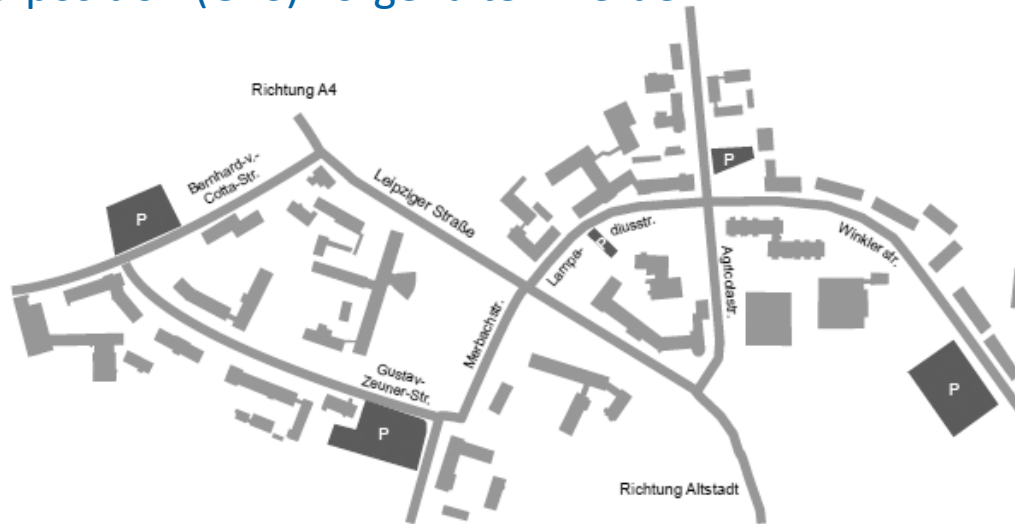 Richtung A4
Bernhard-v.-
Cotta-Str.
Leipziger Straße
P
P
P
Lampa-
diusstr.
Agricolastr.
Winklerstr.
Merbachstr.
Gustav-
Zeuner-Str.
P
P
Richtung Altstadt